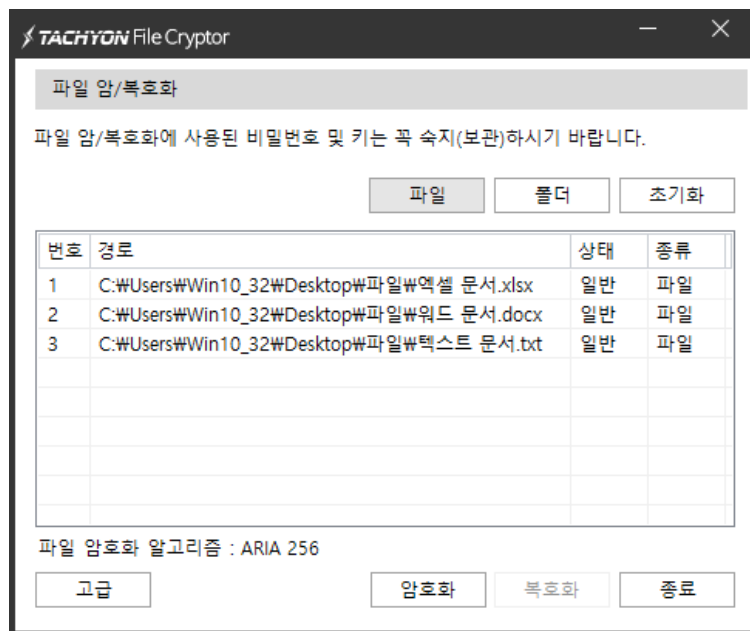 TACHYON File Cryptor
파일 암/복호화
파일 암/복호화에 사용된 비밀번호 및 키는 꼭 숙지(보관)하시기 바랍니다.
파일 폴더 초기화
번호 경로 상태 종류
1 C:₩Users₩Win10_32₩Desktop₩파일₩엑셀 문서.xlsx 일반 파일
2 C:₩Users₩Win10_32₩Desktop₩파일₩워드 문서.docx 일반 파일
3 C:₩Users₩Win10_32₩Desktop₩파일₩텍스트 문서.txt 일반 파일
파일 암호화 알고리즘 : ARIA 256
고급 암호화 복호화 종료